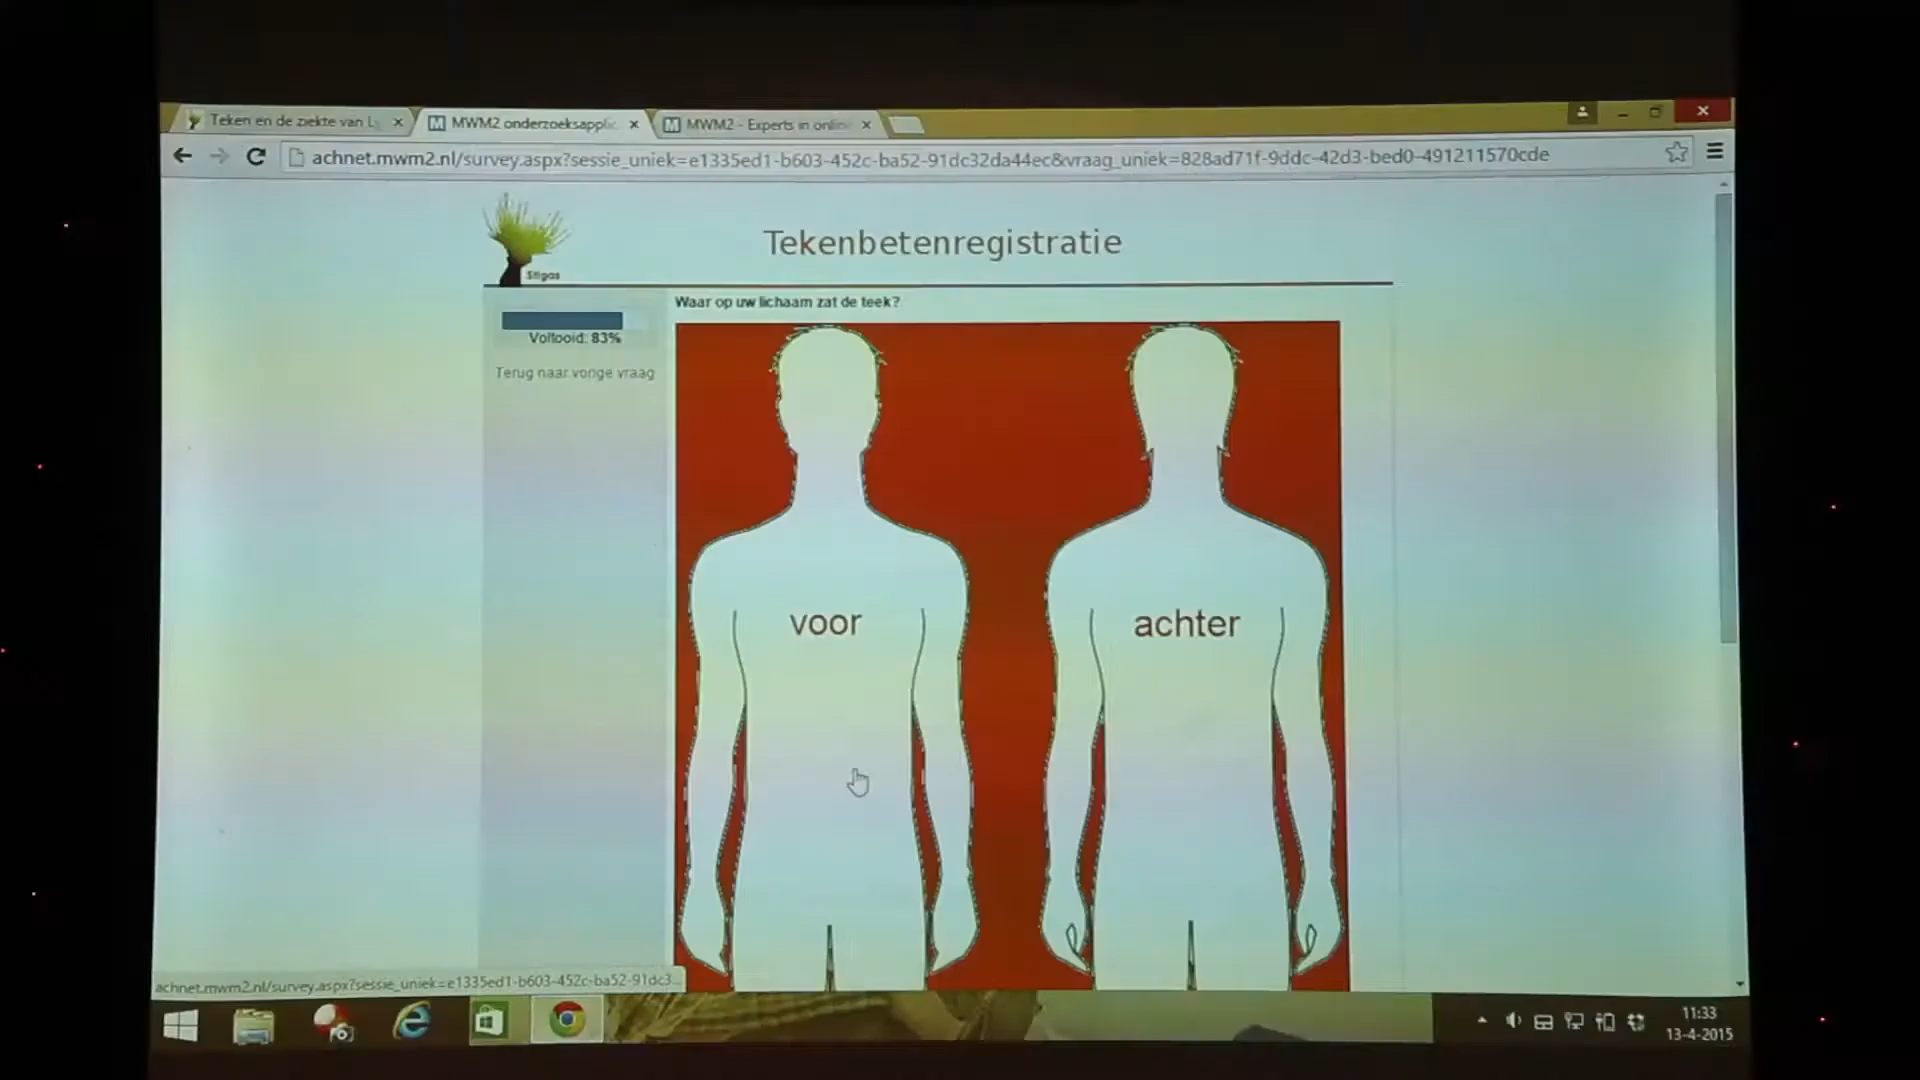 Teken en de ziekte van L
MWM2 onderzoeksapplic
MWM2 - Experts in online
achnet.mwm2.nl/survey.aspx?sessie_uniek=e1335ed1-b603-452c-ba52-91dc32da44ec&vraag_uniek=828ad71f-9ddc-42d3-bed0-491211570cde
Stigas
Tekenbetenregistratie
Waar op uw lichaam zat de teek?
Voltooid: 83%
Terug naar vorige vraag
voor
achter
achnet.mwm2.nl/survey.aspx?sessie_uniek=e1335ed1-b603-452c-ba52-91dc3...
11:33
13-4-2015